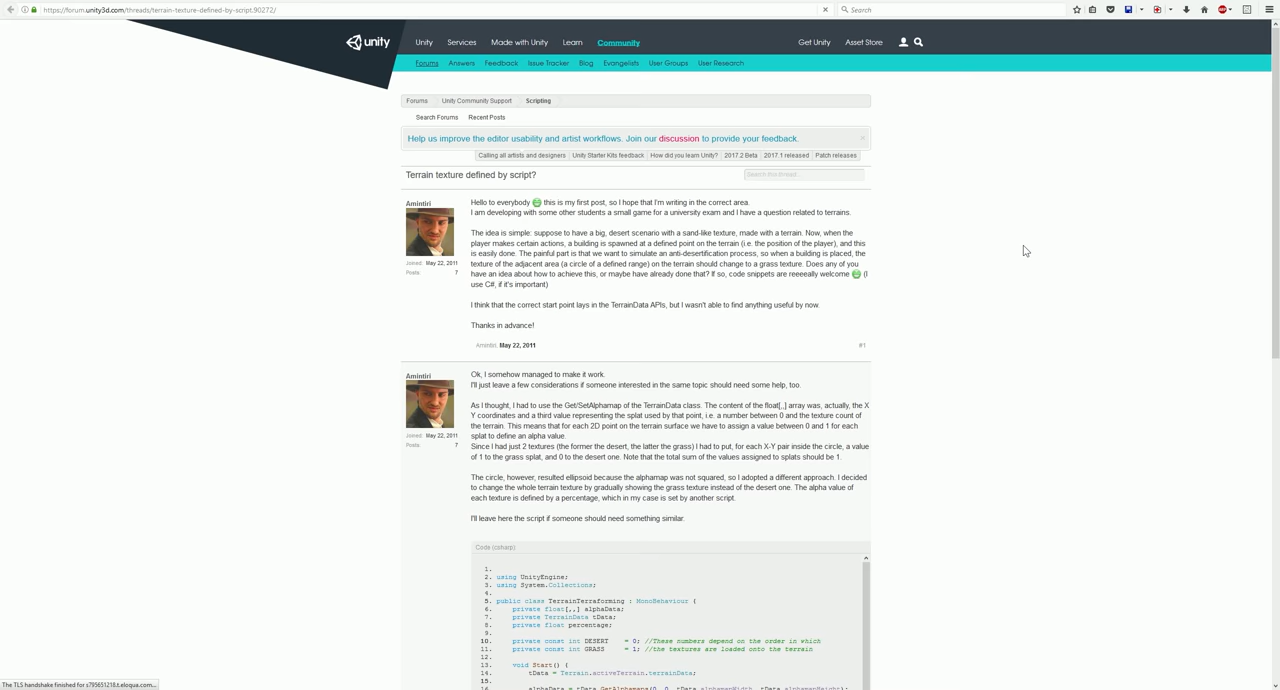 https://forum.unity3d.com/threads/terrain-texture-defined-by-script.90272/
Search
unity
Unity Services Made with Unity Learn Community Get Unity Asset Store
Forums Answers Feedback Issue Tracker Blog Evangelists User Groups User Research
Forums Unity Community Support Scripting
Search Forums Recent Posts
Help us improve the editor usability and artist workflows. Join our discussion to provide your feedback.
Calling all artists and designers Unity Starter Kits feedback How did you learn Unity? 2017.2 Beta 2017.1 released Patch releases
Terrain texture defined by script?
Search this thread...
Amintiri
Joined: May 22, 2011
Posts: 7
Hello to everybody this is my first post, so I hope that I'm writing in the correct area.
I am developing with some other students a small game for a university exam and I have a question related to terrains.
The idea is simple: suppose to have a big, desert scenario with a sand-like texture, made with a terrain. Now, when the
player makes certain actions, a building is spawned at a defined point on the terrain (i.e. the position of the player), and this
is easily done. The painful part is that we want to simulate an anti-desertification process, so when a building is placed, the
texture of the adjacent area (a circle of a defined range) on the terrain should change to a grass texture. Does any of you
have an idea about how to achieve this, or maybe have already done that? If so, code snippets are reeeeally welcome (I
use C#, if it's important)
I think that the correct start point lays in the TerrainData APIs, but I wasn't able to find anything useful by now.
Thanks in advance!
Amintiri, May 22, 2011 #1
Amintiri
Joined: May 22, 2011
Posts: 7
Ok, I somehow managed to make it work.
I'll just leave a few considerations if someone interested in the same topic should need some help, too.
As I thought, I had to use the Get/SetAlphamap of the TerrainData class. The content of the float[,,] array was, actually, the X
Y coordinates and a third value representing the splat used by that point, i.e. a number between 0 and the texture count of
the terrain. This means that for each 2D point on the terrain surface we have to assign a value between 0 and 1 for each
splat to define an alpha value.
Since I had just 2 textures (the former the desert, the latter the grass) I had to put, for each X-Y pair inside the circle, a value
of 1 to the grass splat, and 0 to the desert one. Note that the total sum of the values assigned to splats should be 1.
The circle, however, resulted ellipsoid because the alphamap was not squared, so I adopted a different approach. I decided
to change the whole terrain texture by gradually showing the grass texture instead of the desert one. The alpha value of
each texture is defined by a percentage, which in my case is set by another script.
I'll leave here the script if someone should need something similar.
Code (csharp):
1.
2. using UnityEngine;
3. using System.Collections;
4.
5. public class TerrainTerraforming : MonoBehaviour {
6. private float[,,] alphaData;
7. private TerrainData tData;
8. private float percentage;
9.
10. private const int DESERT = 0; //These numbers depend on the order in which
11. private const int GRASS = 1; //the textures are loaded onto the terrain
12.
13. void Start() {
14. tData = Terrain.activeTerrain.terrainData;
15.
16. alphaData = tData.GetAlphamaps(0, 0, tData.alphamapWidth, tData.alphamapHeight);
The TLS handshake finished for s795651218.t.eloqua.com...